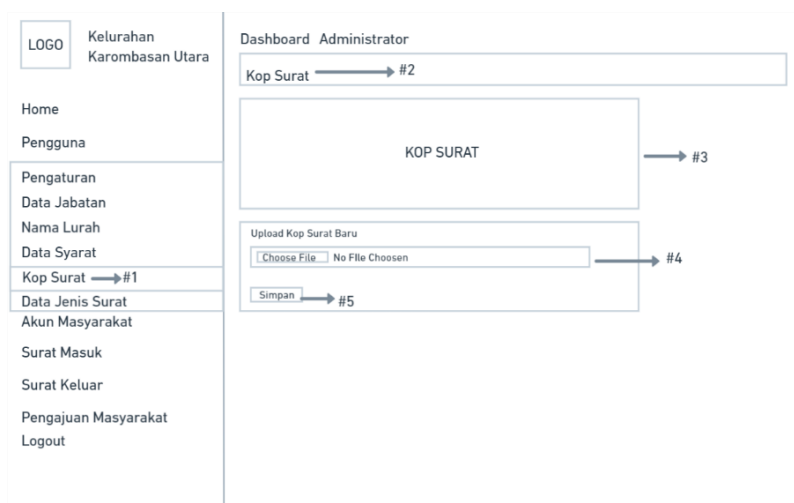 LOGO
Kelurahan
Karombasan Utara
Home
Pengguna
Pengaturan
Data Jabatan
Nama Lurah
Data Syarat
Kop Surat #1
Data Jenis Surat
Akun Masyarakat
Surat Masuk
Surat Keluar
Pengajuan Masyarakat
Logout
Dashboard Administrator
Kop Surat #2
KOP SURAT #3
Upload Kop Surat Baru
Choose File No FIle Choosen #4
Simpan #5